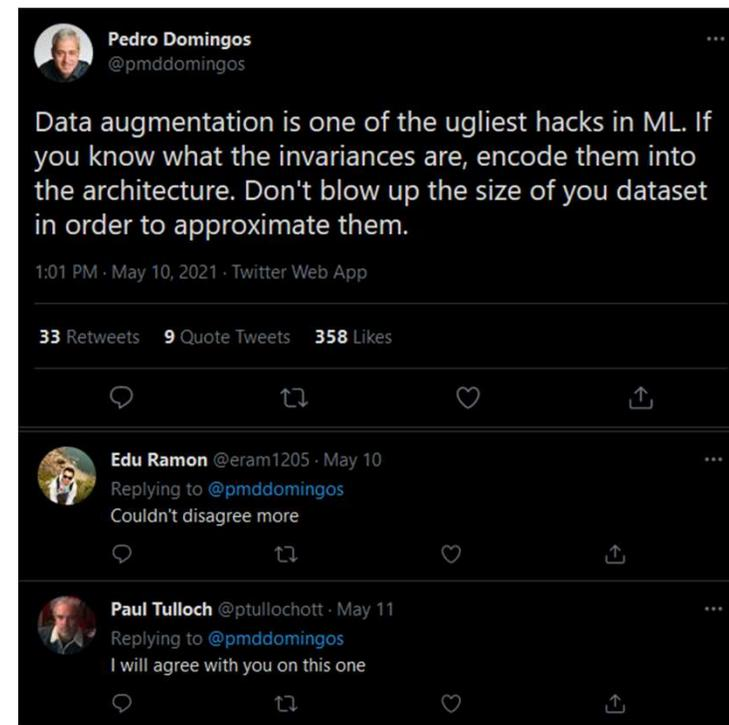 Pedro Domingos
@pmddomingos
Data augmentation is one of the ugliest hacks in ML. If
you know what the invariances are, encode them into
the architecture. Don't blow up the size of you dataset
in order to approximate them.
1:01 PM · May 10, 2021 · Twitter Web App
33 Retweets 9 Quote Tweets 358 Likes
Edu Ramon @eram1205 · May 10
Replying to @pmddomingos
Couldn't disagree more
Paul Tulloch @ptullochott · May 11
Replying to @pmddomingos
I will agree with you on this one